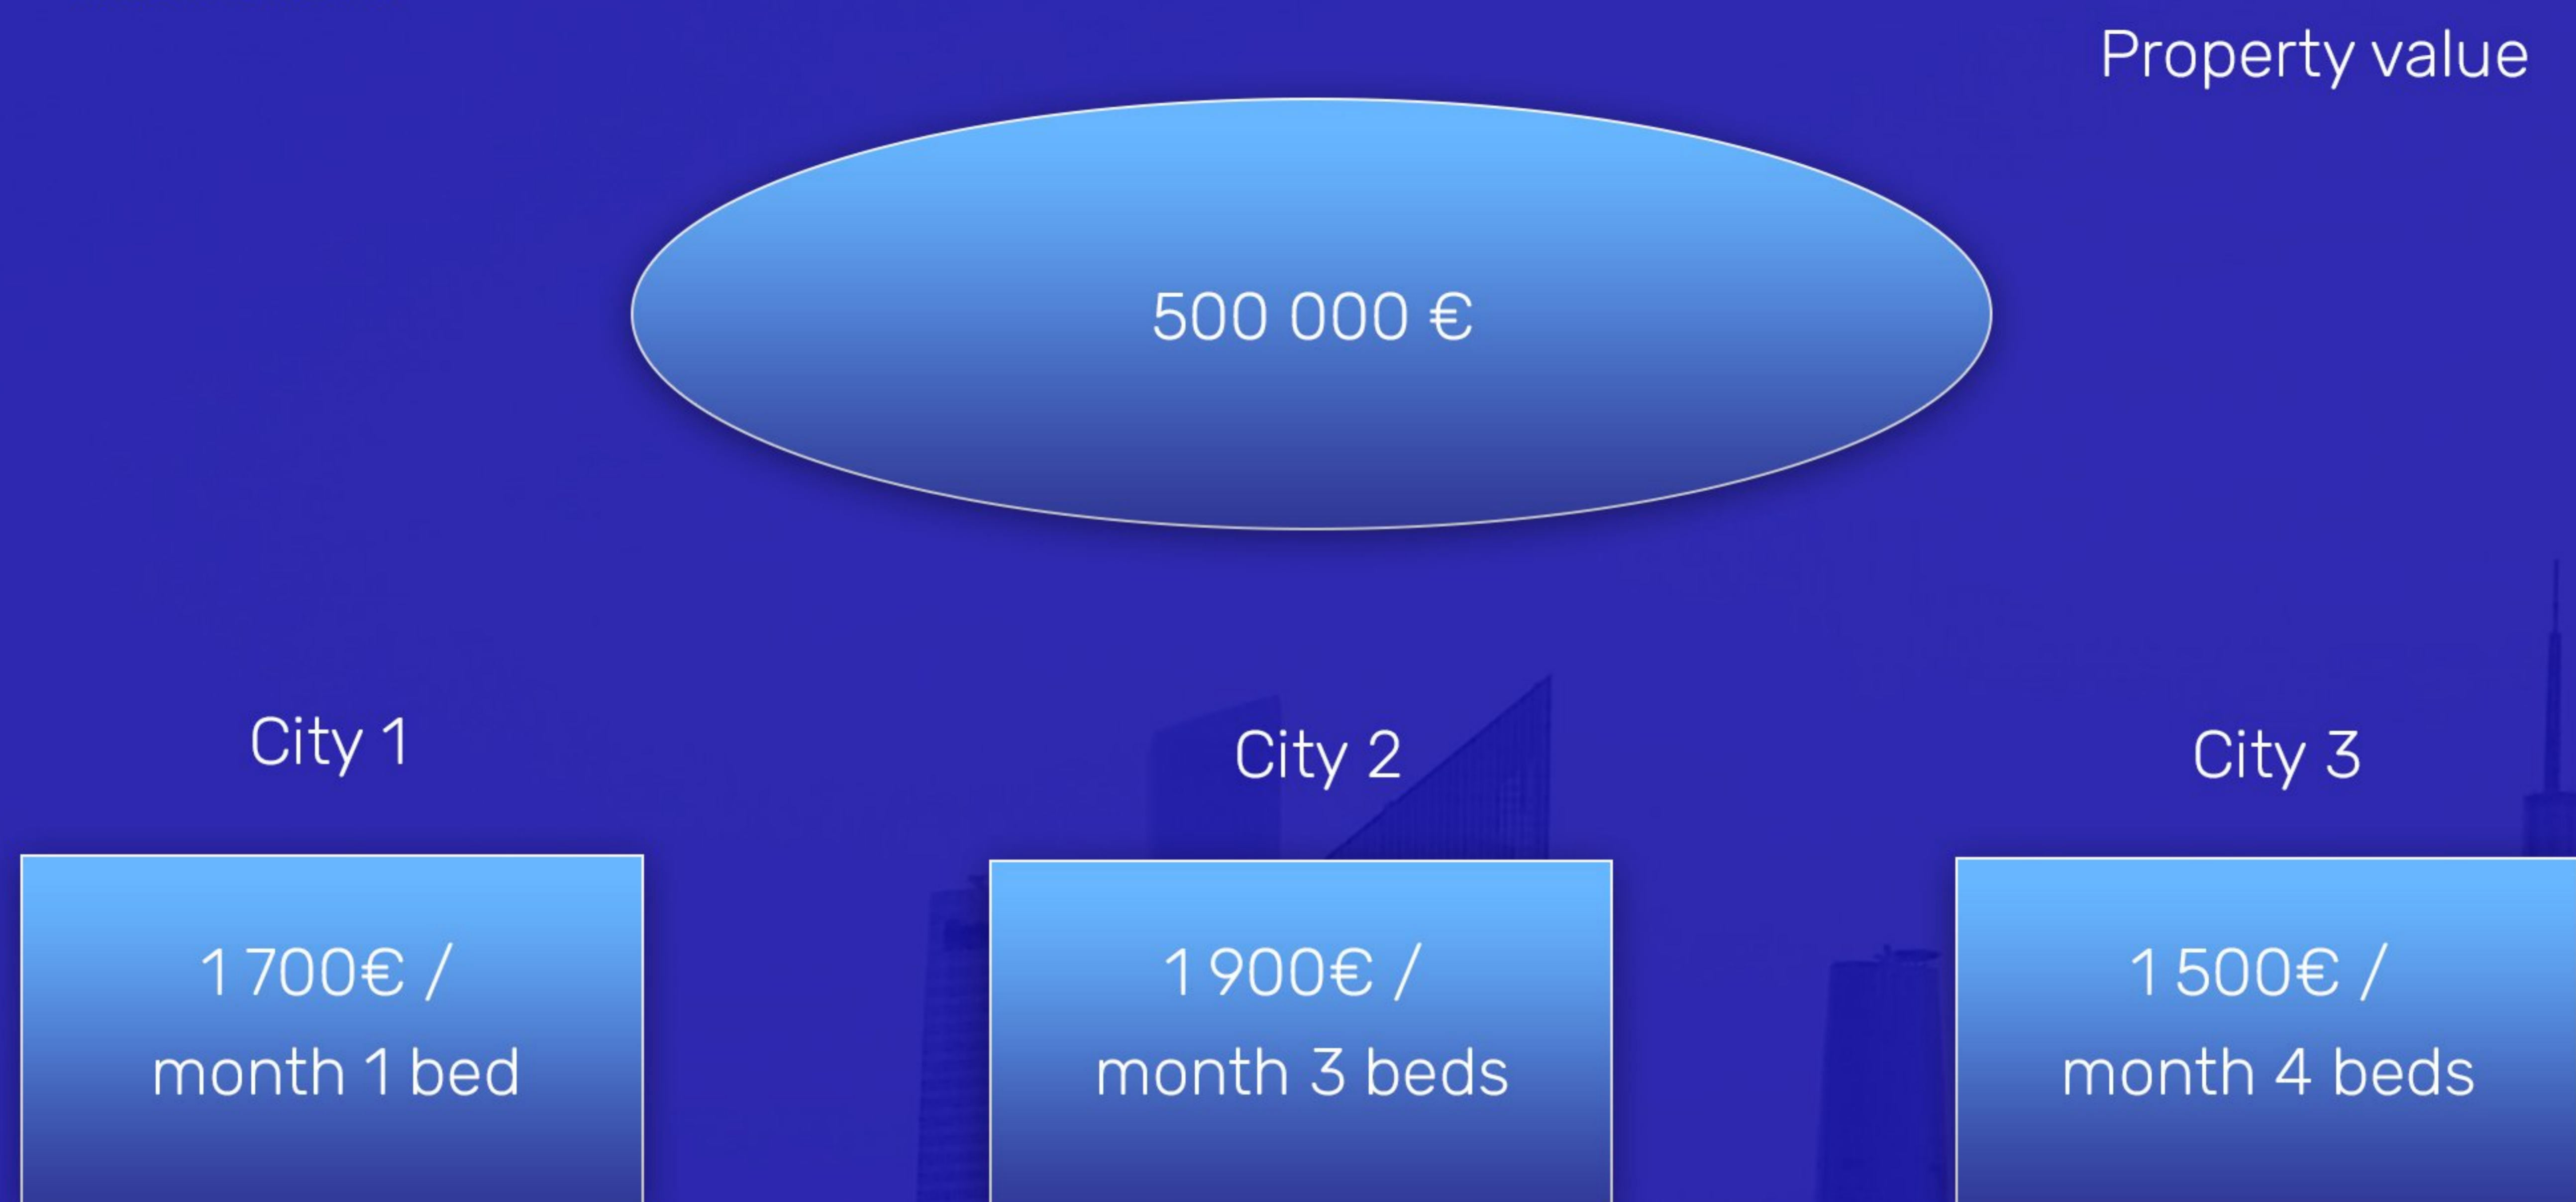 Property value
500 000 €
City 1
City 2
City 3
1 700€ /
month 1 bed
1 900€ /
month 3 beds
1 500€ /
month 4 beds